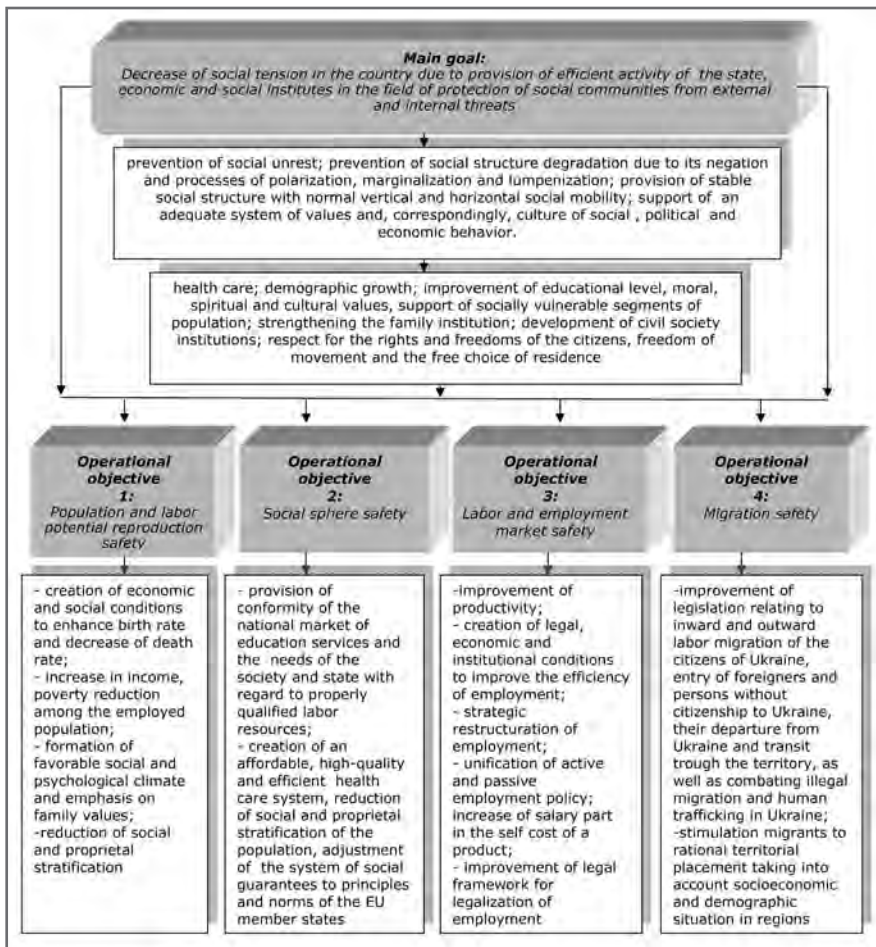 Main goal:
Decrease of social tension in the country due to provision of efficient activity of the state,
economic and social institutes in the field of protection of social communities from external
and internal threats
prevention of social unrest; prevention of social structure degradation due to its negation
and processes of polarization, marginalization and lumpenization; provision of stable
social structure with normal vertical and horizontal social mobility; support of an
adequate system of values and, correspondingly, culture of social , political and
economic behavior.
health care; demographic growth; improvement of educational level, moral,
spiritual and cultural values, support of socially vulnerable segments of
population; strengthening the family institution; development of civil society
institutions; respect for the rights and freedoms of the citizens, freedom of
movement and the free choice of residence
Operational
objective
1:
Population and labor
potential reproduction
safety
- creation of economic
and social conditions
to enhance birth rate
and decrease of death
rate;
- increase in income,
poverty reduction
among the employed
population;
- formation of
favorable social and
psychological climate
and emphasis on
family values;
-reduction of social
and proprietal
stratification
Operational
objective
2:
Social sphere safety
- provision of
conformity of the
national market of
education services and
the needs of the
society and state with
regard to properly
qualified labor
resources;
- creation of an
affordable, high-quality
and efficient health
care system, reduction
of social and proprietal
stratification of the
population, adjustment
of the system of social
guarantees to principles
and norms of the EU
member states
Operational
objective
3:
Labor and employment
market safety
-improvement of
productivity;
- creation of legal,
economic and
institutional conditions
to improve the efficiency
of employment;
- strategic
restructuration of
employment;
- unification of active
and passive
employment policy;
increase of salary part
in the self cost of a
product;
- improvement of legal
framework for
legalization of
employment
Operational
objective
4:
Migration safety
-improvement of
legislation relating to
inward and outward
labor migration of the
citizens of Ukraine,
entry of foreigners and
persons without
citizenship to Ukraine,
their departure from
Ukraine and transit
trough the territory, as
well as combating illegal
migration and human
trafficking in Ukraine;
-stimulation migrants to
rational territorial
placement taking into
account socioeconomic
and demographic
situation in regions